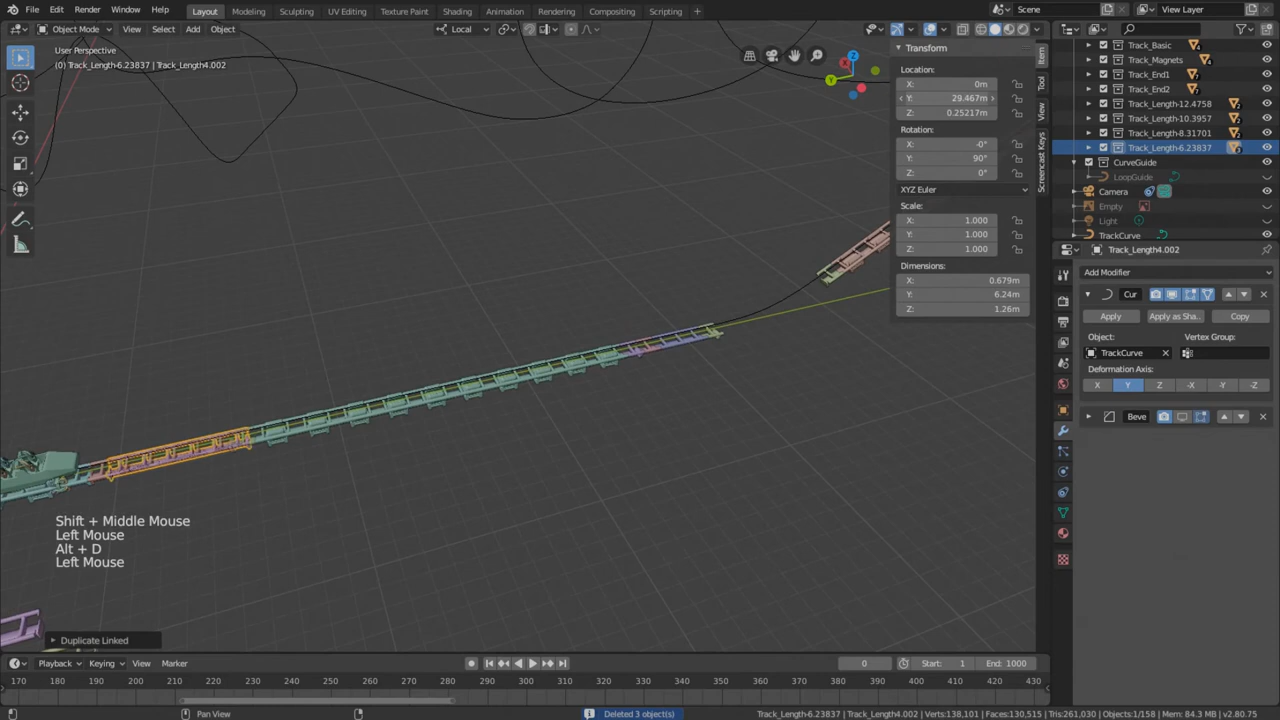 File Edit Render Window Help Layout Modeling Sculpting UV Editing Texture Paint Shading Animation Rendering Compositing Scripting + Scene View Layer
Object Mode View Select Add Object Local
User Perspective
(0) Track_Length-6.23837 | Track_Length4.002
Z
X
Y
Transform
Location:
X: 0m
Y: 29.467m
Z: 0.25217m
Rotation:
X: -0°
Y: 90°
Z: 0°
XYZ Euler
Scale:
X: 1.000
Y: 1.000
Z: 1.000
Dimensions:
X: 0.679m
Y: 6.24m
Z: 1.26m
Item
Tool
View
Screencast Keys
Track_Basic
Track_Magnets
Track_End1
Track_End2
Track_Length-12.4758
Track_Length-10.3957
Track_Length-8.31701
Track_Length-6.23837
CurveGuide
LoopGuide
Camera
Empty
Light
TrackCurve
Track_Length4.002
Add Modifier
Cur
Apply Apply as Sha.. Copy
Object: Vertex Group:
TrackCurve
Deformation Axis:
X Y Z -X -Y -Z
Beve
Shift + Middle Mouse
Left Mouse
Alt + D
Left Mouse
Duplicate Linked
Playback Keying View Marker 0 Start: 1 End: 1000
170 180 190 200 210 220 230 240 250 260 270 280 290 300 310 320 330 340 350 360 370 380 390 400 410 420 430
Pan View Deleted 3 object(s) Track_Length-6.23837 | Track_Length4.002 | Verts:138,101 | Faces:130,515 | Tris:261,030 | Objects:1/158 | Mem: 84.3 MB | v2.80.75